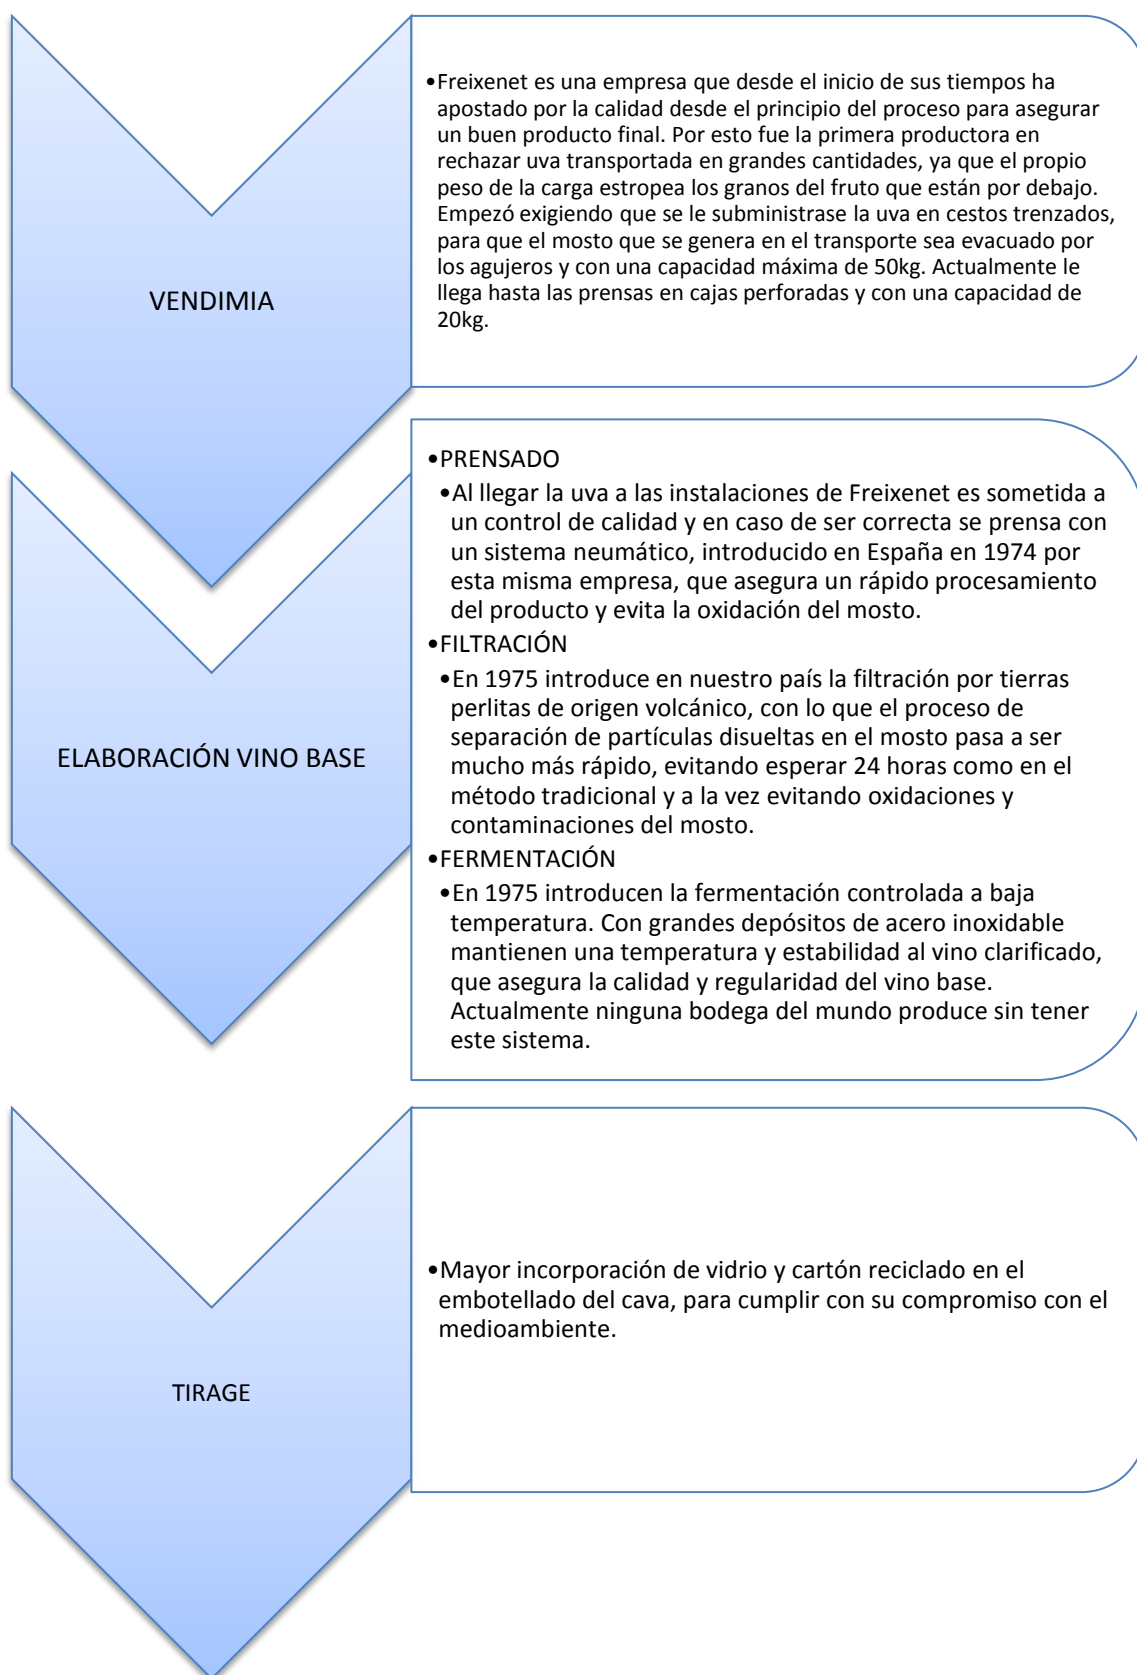 VENDIMIA
•Freixenet es una empresa que desde el inicio de sus tiempos ha
apostado por la calidad desde el principio del proceso para asegurar
un buen producto final. Por esto fue la primera productora en
rechazar uva transportada en grandes cantidades, ya que el propio
peso de la carga estropea los granos del fruto que están por debajo.
Empezó exigiendo que se le subministrase la uva en cestos trenzados,
para que el mosto que se genera en el transporte sea evacuado por
los agujeros y con una capacidad máxima de 50kg. Actualmente le
llega hasta las prensas en cajas perforadas y con una capacidad de
20kg.
ELABORACIÓN VINO BASE
•PRENSADO
•Al llegar la uva a las instalaciones de Freixenet es sometida a
un control de calidad y en caso de ser correcta se prensa con
un sistema neumático, introducido en España en 1974 por
esta misma empresa, que asegura un rápido procesamiento
del producto y evita la oxidación del mosto.
•FILTRACIÓN
•En 1975 introduce en nuestro país la filtración por tierras
perlitas de origen volcánico, con lo que el proceso de
separación de partículas disueltas en el mosto pasa a ser
mucho más rápido, evitando esperar 24 horas como en el
método tradicional y a la vez evitando oxidaciones y
contaminaciones del mosto.
•FERMENTACIÓN
•En 1975 introducen la fermentación controlada a baja
temperatura. Con grandes depósitos de acero inoxidable
mantienen una temperatura y estabilidad al vino clarificado,
que asegura la calidad y regularidad del vino base.
Actualmente ninguna bodega del mundo produce sin tener
este sistema.
TIRAGE
•Mayor incorporación de vidrio y cartón reciclado en el
embotellado del cava, para cumplir con su compromiso con el
medioambiente.